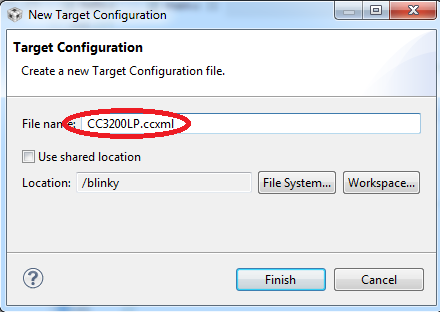 New Target Configuration
Target Configuration
Create a new Target Configuration file.
File name: CC3200LP.ccxml
Use shared location
Location: /blinky File System... Workspace...
? Finish Cancel